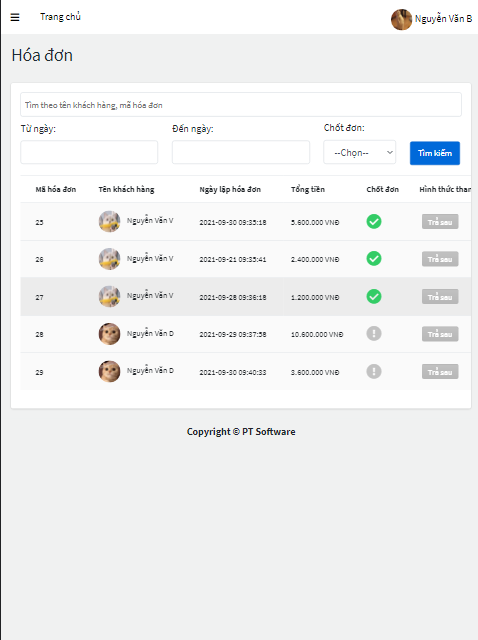 Trang chủ
Nguyễn Văn B
Hóa đơn
Tìm theo tên khách hàng, mã hóa đơn
Từ ngày: Đến ngày: Chốt đơn:
--Chọn-- Tìm kiếm
Mã hóa đơn Tên khách hàng Ngày lập hóa đơn Tổng tiền Chốt đơn Hình thức than
25 Nguyễn Văn V 2021-09-30 09:35:18 5.600.000 VNĐ Trả sau
26 Nguyễn Văn V 2021-09-21 09:35:41 2.400.000 VNĐ Trả sau
27 Nguyễn Văn V 2021-09-28 09:36:18 1.200.000 VNĐ Trả sau
28 Nguyễn Văn D 2021-09-29 09:37:58 10.600.000 VNĐ Trả sau
29 Nguyễn Văn D 2021-09-30 09:40:33 3.600.000 VNĐ Trả sau
Copyright © PT Software